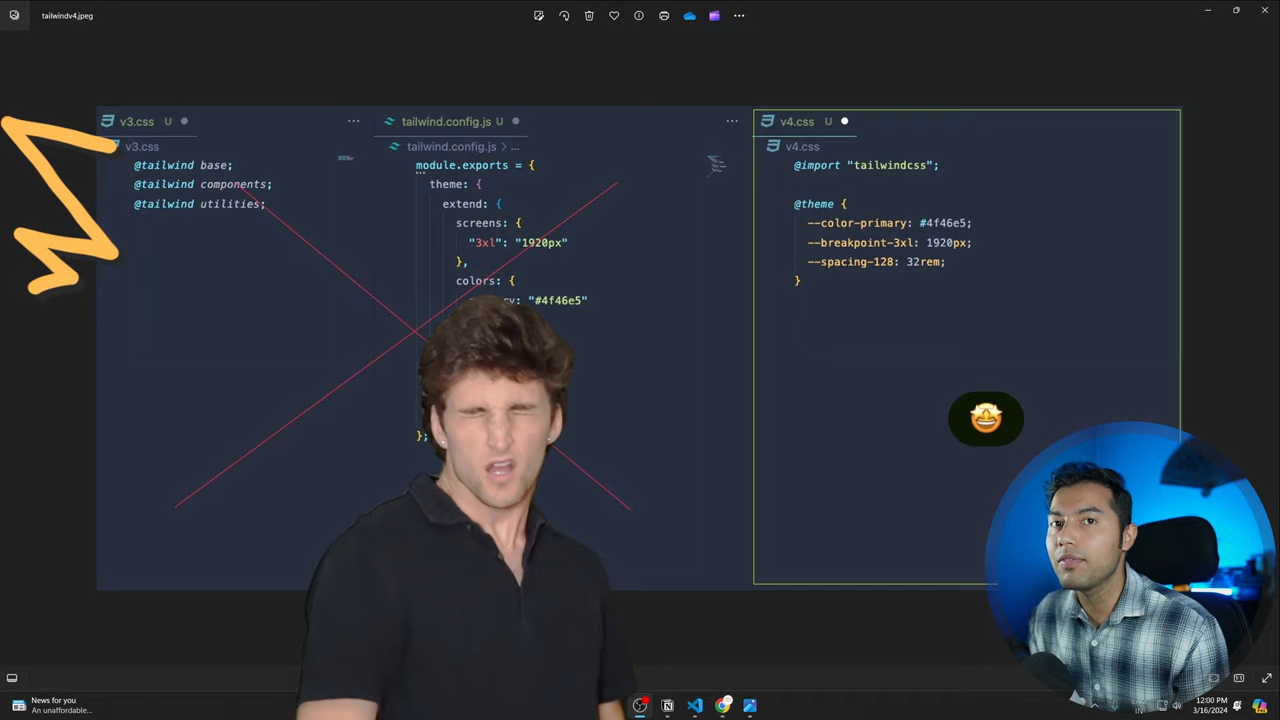 tailwindv4.jpeg
v3.css U
v3.css
@tailwind base;
@tailwind components;
@tailwind utilities;
tailwind.config.js U
tailwind.config.js > ...
module.exports = {
theme: {
extend: {
screens: {
"3xl": "1920px"
},
colors: {
"#4f46e5"
};
v4.css U
v4.css
@import "tailwindcss";
@theme {
--color-primary: #4f46e5;
--breakpoint-3xl: 1920px;
--spacing-128: 32rem;
}
News for you
An unaffordable...
IN
12:00 PM
3/16/2024